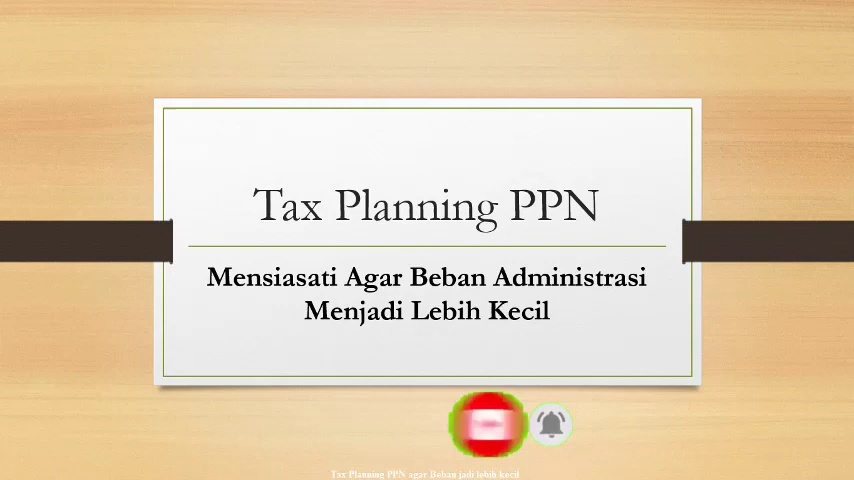 Tax Planning PPN
Mensiasati Agar Beban Administrasi
Menjadi Lebih Kecil
Tax Planning PPN agar Beban jadi lebih kecil